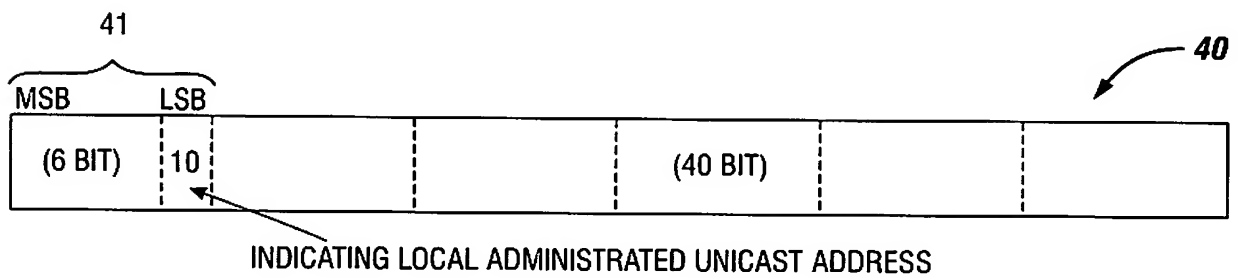 41
40
MSB LSB
(6 BIT) 10 (40 BIT)
INDICATING LOCAL ADMINISTRATED UNICAST ADDRESS